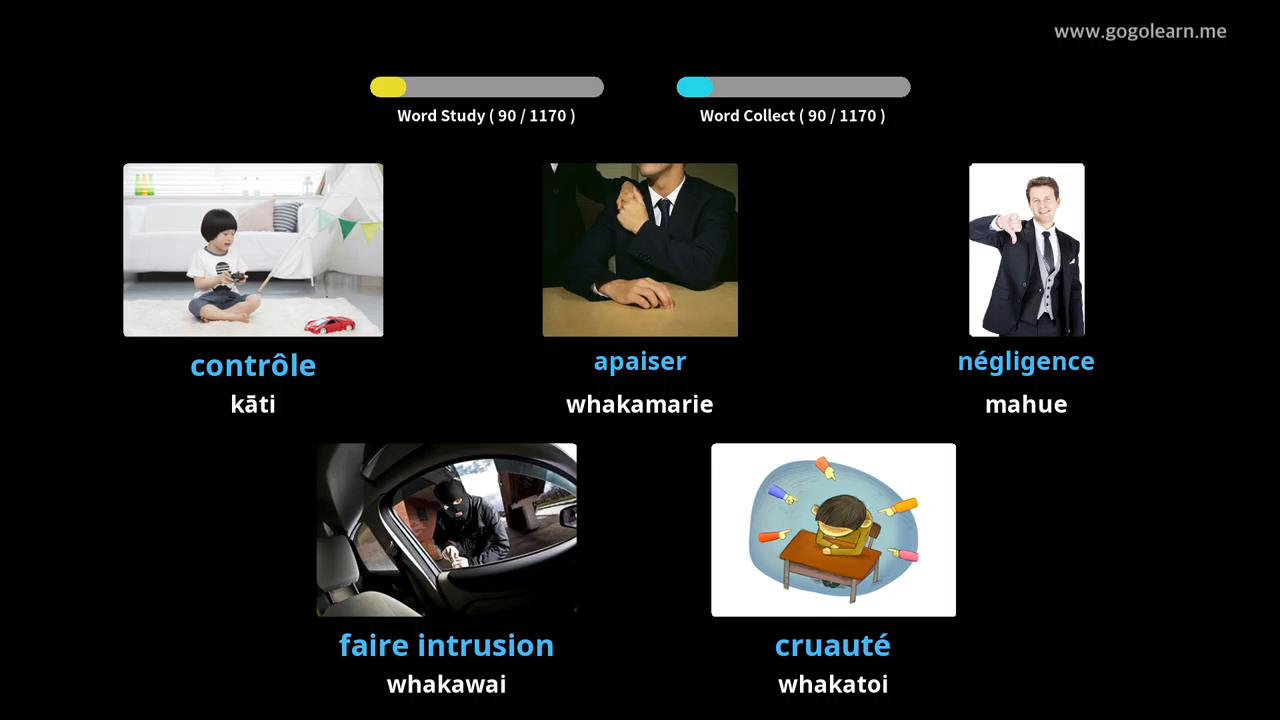 www.gogolearn.me
Word Study ( 90 / 1170 )
Word Collect ( 90 / 1170 )
contrôle
kāti
apaiser
whakamarie
négligence
mahue
faire intrusion
whakawai
cruauté
whakatoi